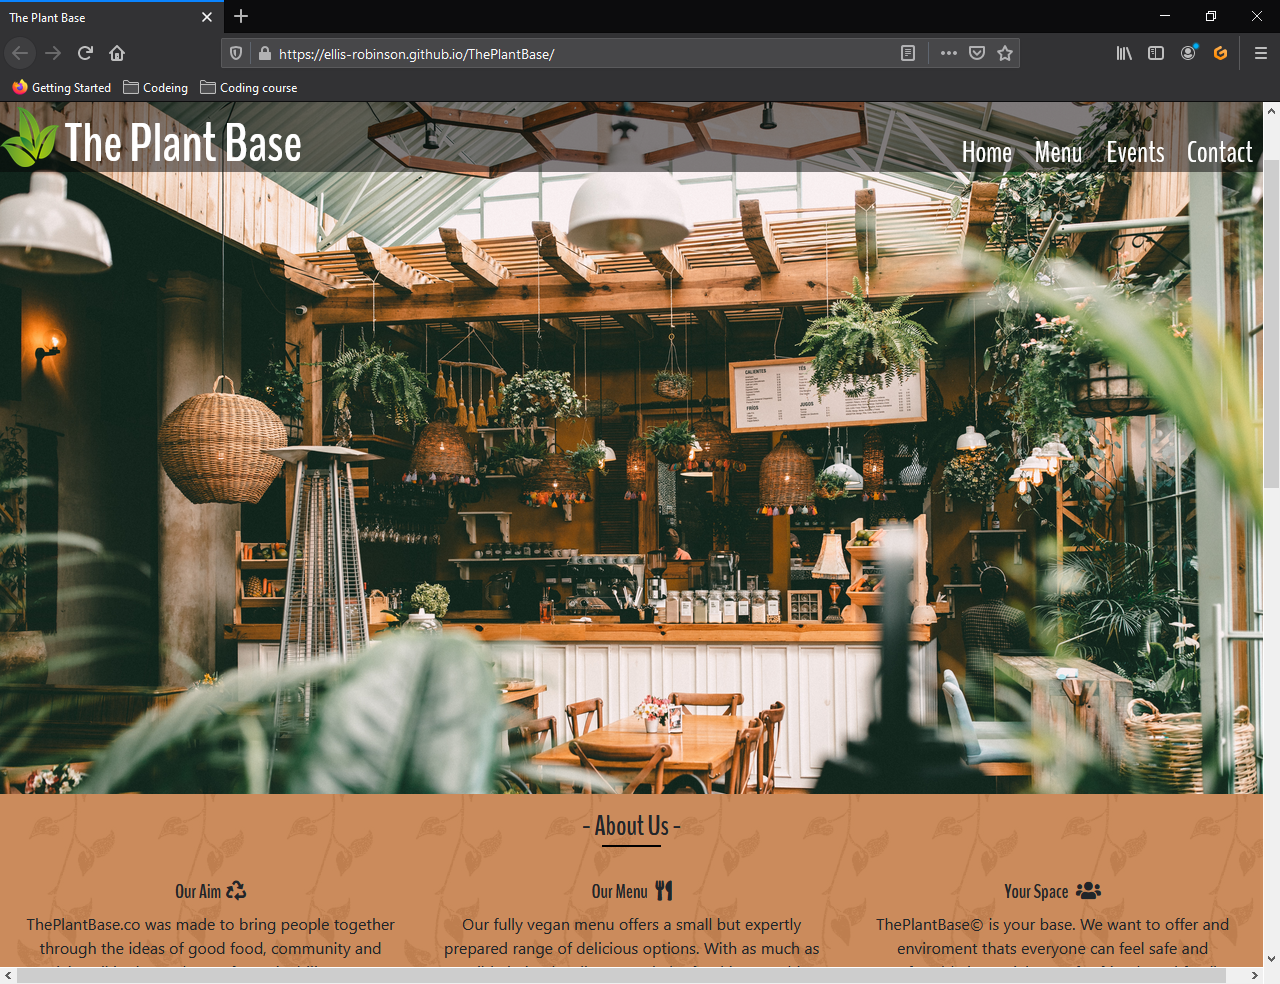 The Plant Base
https://ellis-robinson.github.io/ThePlantBase/
Getting Started
Codeing
Coding course
The Plant Base
Home
Menu
Events
Contact
CALIENTES
TÉS
FRÍOS
JUGOS
- About Us -
Our Aim
ThePlantBase.co was made to bring people together
through the ideas of good food, community and
Our Menu
Our fully vegan menu offers a small but expertly
prepared range of delicious options. With as much as
Your Space
ThePlantBase© is your base. We want to offer and
enviroment thats everyone can feel safe and